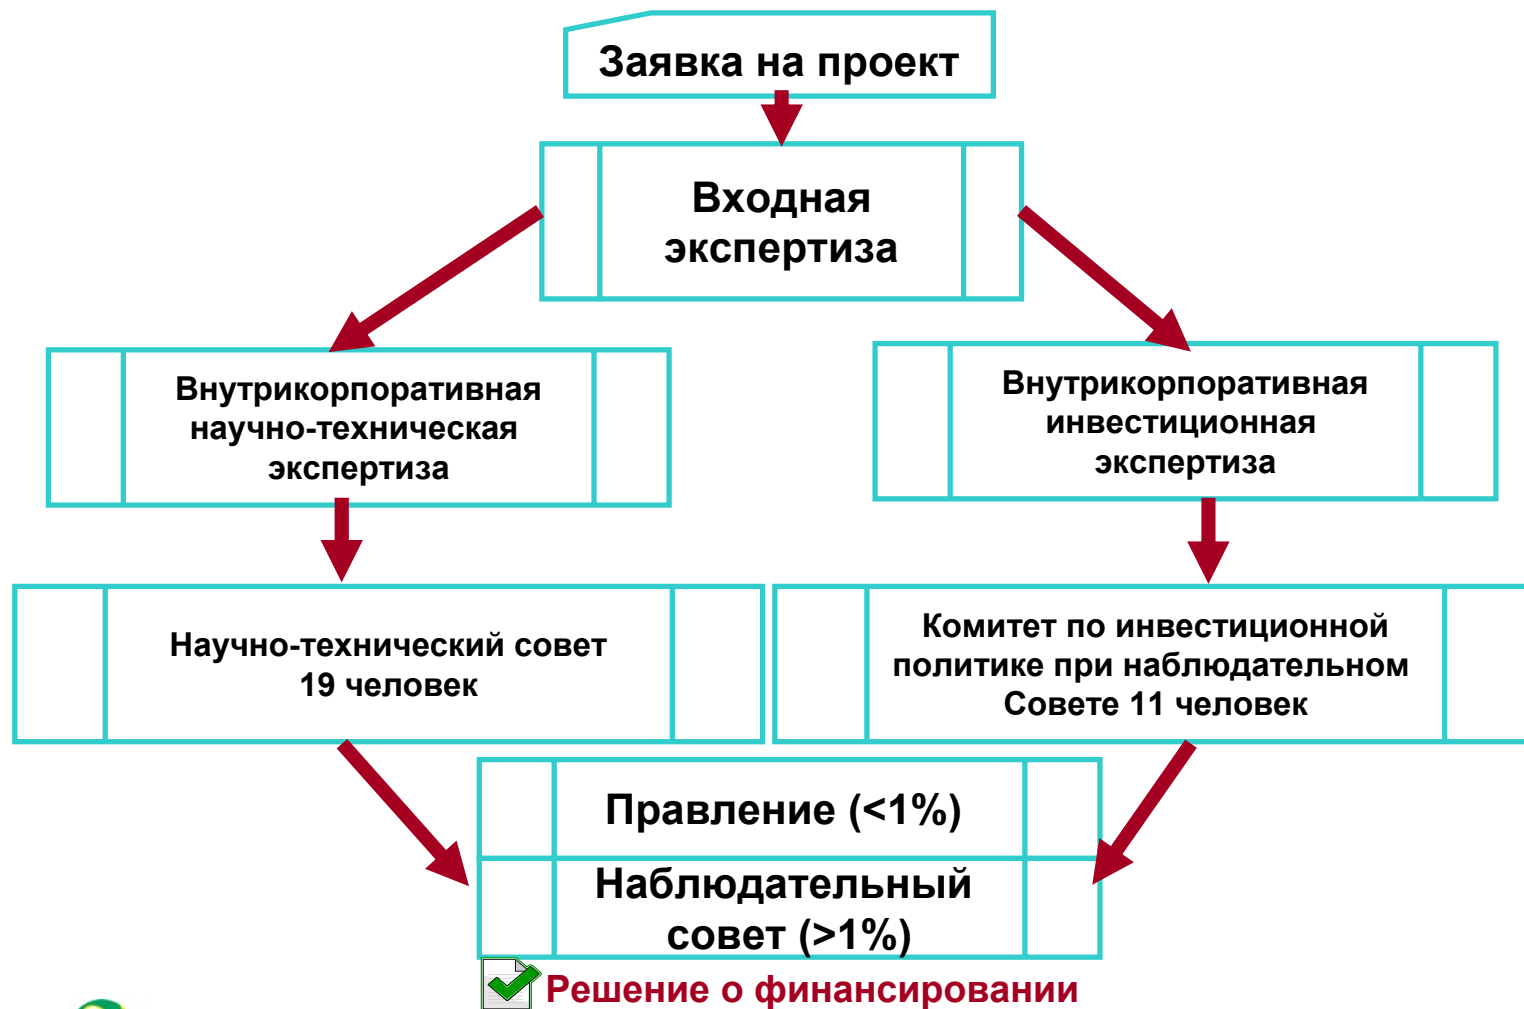 Заявка на проект
Входная
экспертиза
Внутрикорпоративная
научно-техническая
экспертиза
Внутрикорпоративная
инвестиционная
экспертиза
Научно-технический совет
19 человек
Комитет по инвестиционной
политике при наблюдательном
Совете 11 человек
Правление (<1%)
Наблюдательный
совет (>1%)
Решение о финансировании